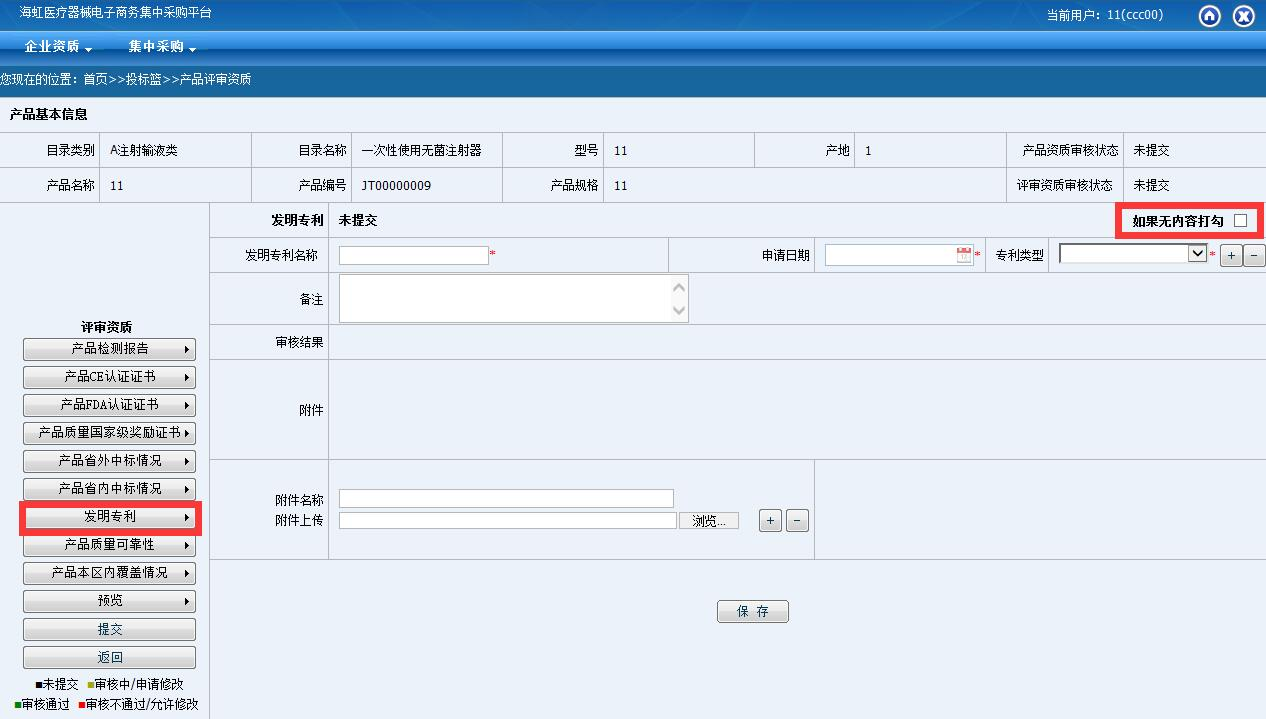 海虹医疗器械电子商务集中采购平台 当前用户：11(ccc00)
企业资质 集中采购
您现在的位置：首页>>投标篮>>产品评审资质
产品基本信息
目录类别 A注射输液类 目录名称 一次性使用无菌注射器 型号 11 产地 1 产品资质审核状态 未提交
产品名称 11 产品编号 JT00000009 产品规格 11 评审资质审核状态 未提交
发明专利 未提交 如果无内容打勾
发明专利名称 * 申请日期 * 专利类型 * + −
备注
审核结果
附件
附件名称
附件上传 浏览... + −
保 存
评审资质
产品检测报告
产品CE认证证书
产品FDA认证证书
产品质量国家级奖励证书
产品省外中标情况
产品省内中标情况
发明专利
产品质量可靠性
产品本区内覆盖情况
预览
提交
返回
■未提交 ■审核中/申请修改
■审核通过 ■审核不通过/允许修改